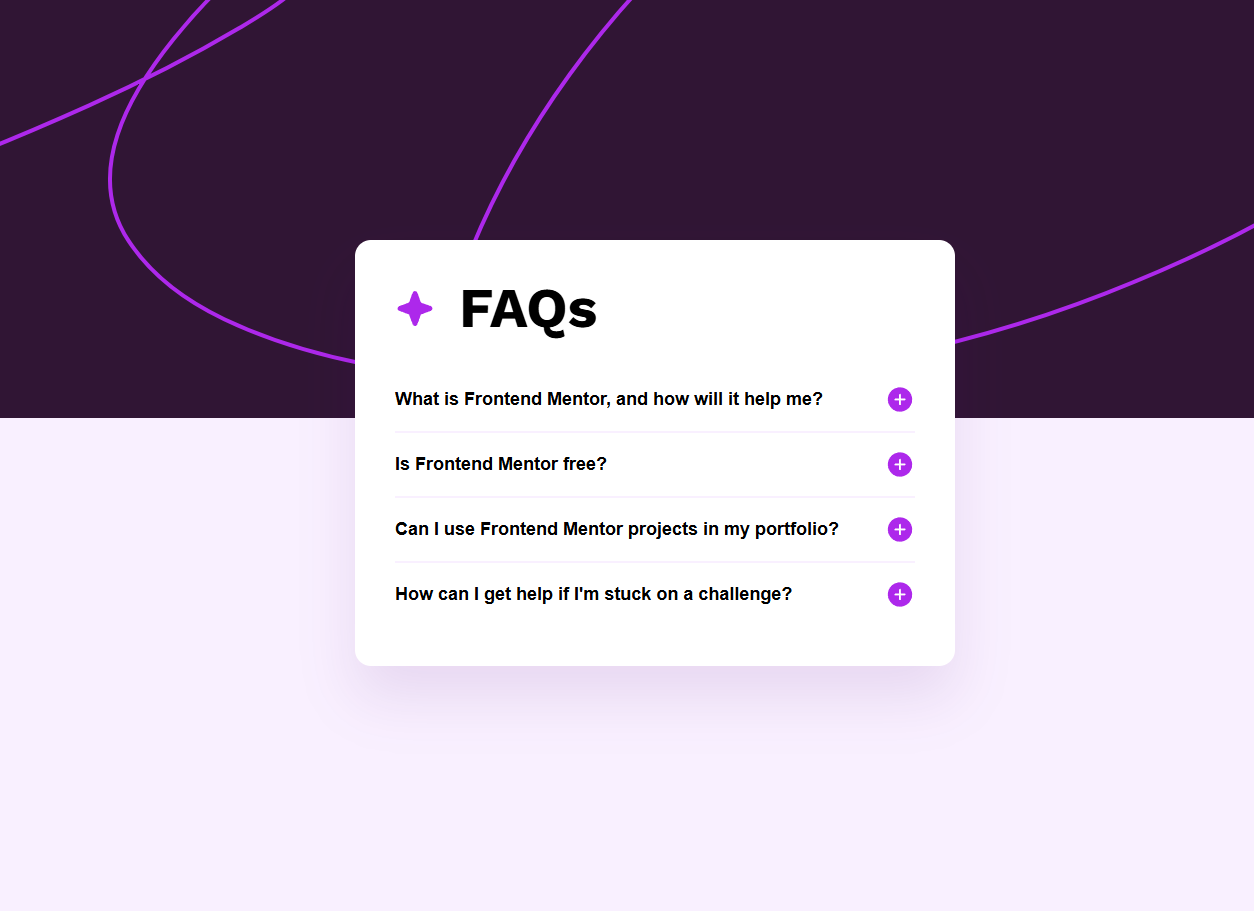 FAQs
What is Frontend Mentor, and how will it help me?
Is Frontend Mentor free?
Can I use Frontend Mentor projects in my portfolio?
How can I get help if I'm stuck on a challenge?